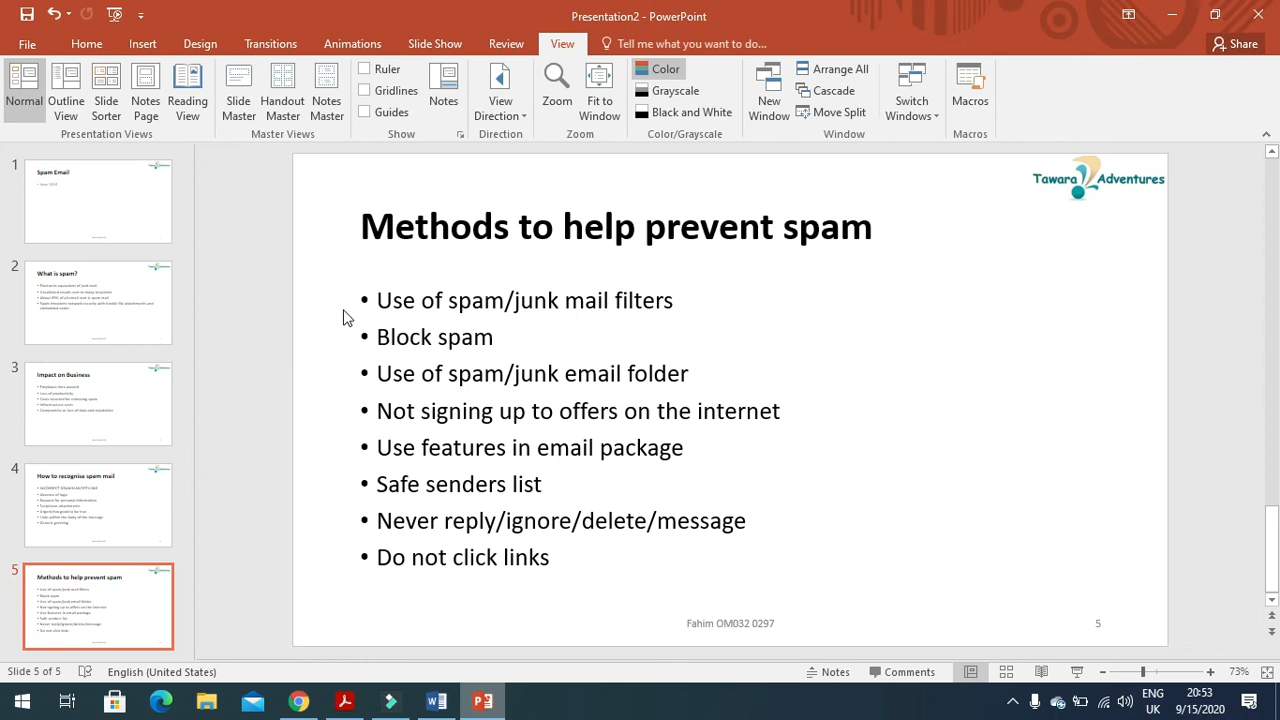 Presentation2 - PowerPoint
File Home Insert Design Transitions Animations Slide Show Review View Tell me what you want to do... Share
Normal Outline View Slide Sorter Notes Page Reading View
Presentation Views
Slide Master Handout Master Notes Master
Master Views
Ruler
Gridlines
Guides
Notes
Show
View Direction
Direction
Zoom Fit to Window
Zoom
Color
Grayscale
Black and White
Color/Grayscale
New Window
Arrange All
Cascade
Move Split
Switch Windows
Window
Macros
Macros
1
Spam Email
2
What is spam?
3
Impact on Business
4
How to recognise spam mail
5
Methods to help prevent spam
Tawara Adventures
Methods to help prevent spam
• Use of spam/junk mail filters
• Block spam
• Use of spam/junk email folder
• Not signing up to offers on the internet
• Use features in email package
• Safe senders list
• Never reply/ignore/delete/message
• Do not click links
Fahim OM032 0297
5
Slide 5 of 5 English (United Kingdom) Notes Comments 73%
ENG 20:53
UK 9/15/2020